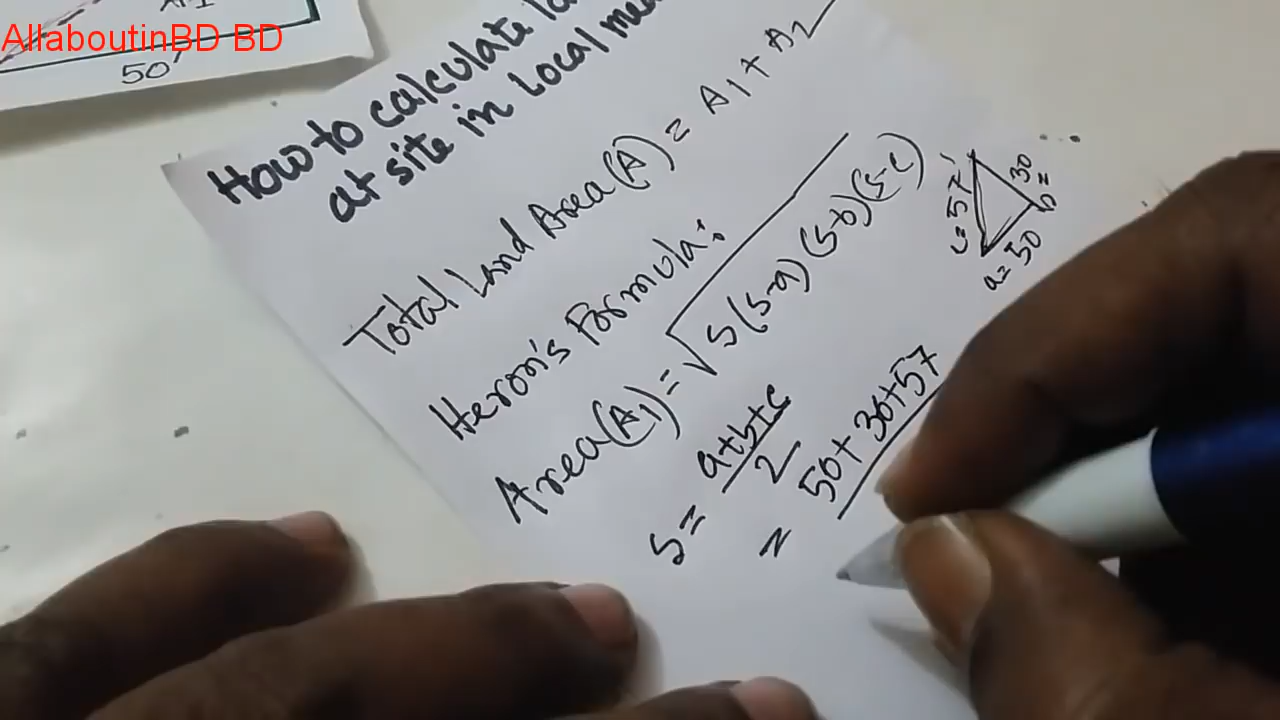 AllaboutinBD BD
50'
How to calculate
at site in Local
Total Land Area(A) = A1 + A2
Heron's Formula:
Area(A1) = √s(s-a)(s-b)(s-c)
s = a+b+c
2
= 50+30+57
c=57'
30
b=
a=50